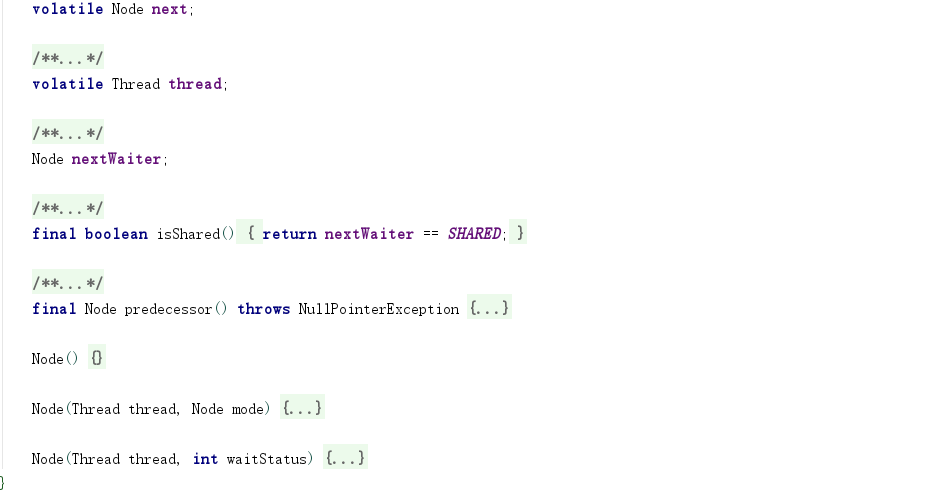 volatile Node next;
/**...*/
volatile Thread thread;
/**...*/
Node nextWaiter;
/**...*/
final boolean isShared() { return nextWaiter == SHARED; }
/**...*/
final Node predecessor() throws NullPointerException {...}
Node() {}
Node(Thread thread, Node mode) {...}
Node(Thread thread, int waitStatus) {...}
}